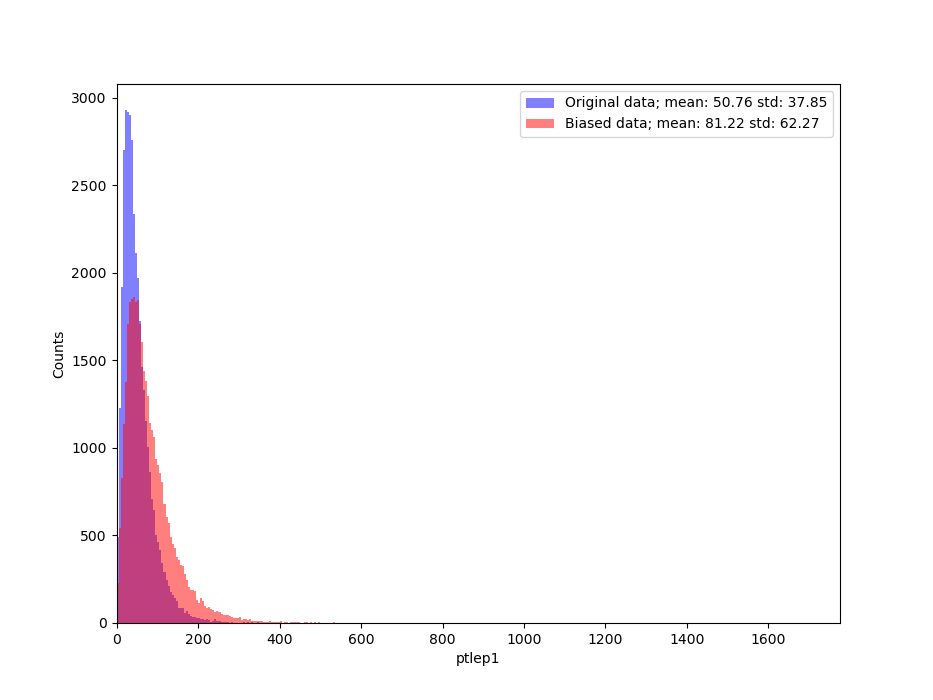 Original data; mean: 50.76 std: 37.85
Biased data; mean: 81.22 std: 62.27
3000
2500
2000
1500
1000
500
0
Counts
0 200 400 600 800 1000 1200 1400 1600
ptlep1